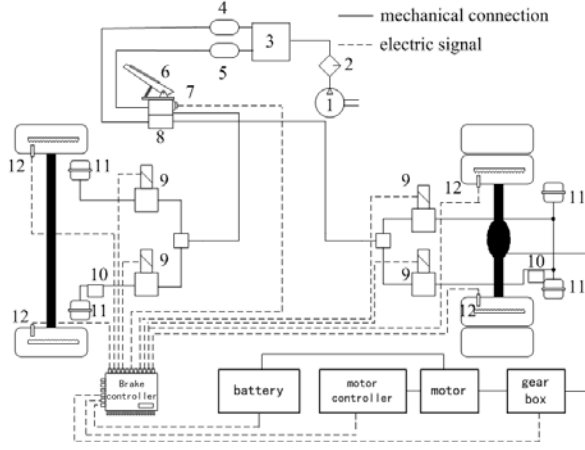 4
mechanical connection
3
electric signal
5
2
6
7
1
8
12
11
9
12
9
11
10
9
9
10
11
12
11
12
Brake
controller
battery
motor
controller
motor
gear
box